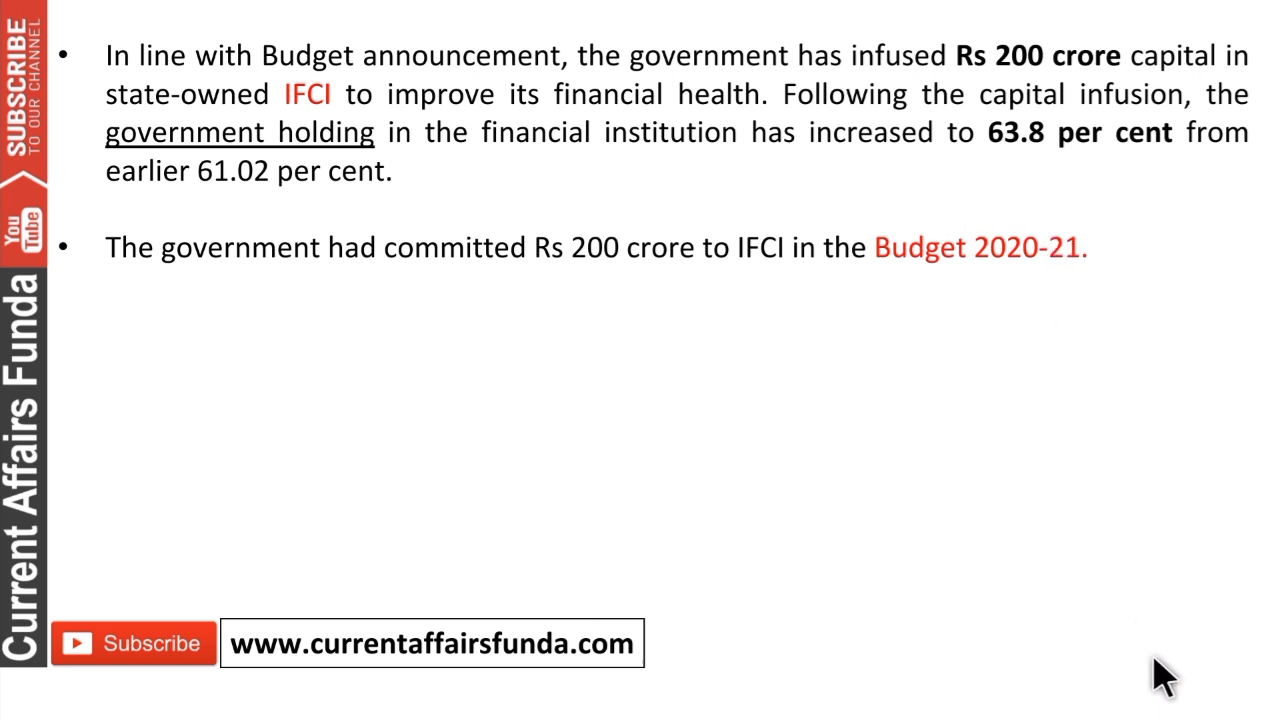 SUBSCRIBE
TO OUR CHANNEL
You
Tube
Current Affairs Funda
• In line with Budget announcement, the government has infused Rs 200 crore capital in
state-owned IFCI to improve its financial health. Following the capital infusion, the
government holding in the financial institution has increased to 63.8 per cent from
earlier 61.02 per cent.
• The government had committed Rs 200 crore to IFCI in the Budget 2020-21.
Subscribe
www.currentaffairsfunda.com